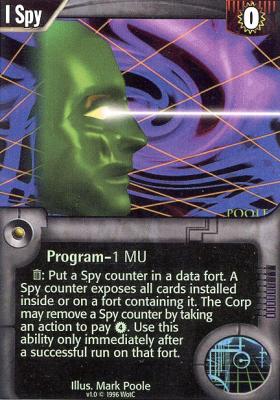 I Spy
0
POOLE
Program-1 MU
: Put a Spy counter in a data fort. A
Spy counter exposes all cards installed
inside or on a fort containing it. The Corp
may remove a Spy counter by taking
an action to pay 4. Use this
ability only immediately after
a successful run on that fort.
Illus. Mark Poole
v1.0 © 1996 WotC